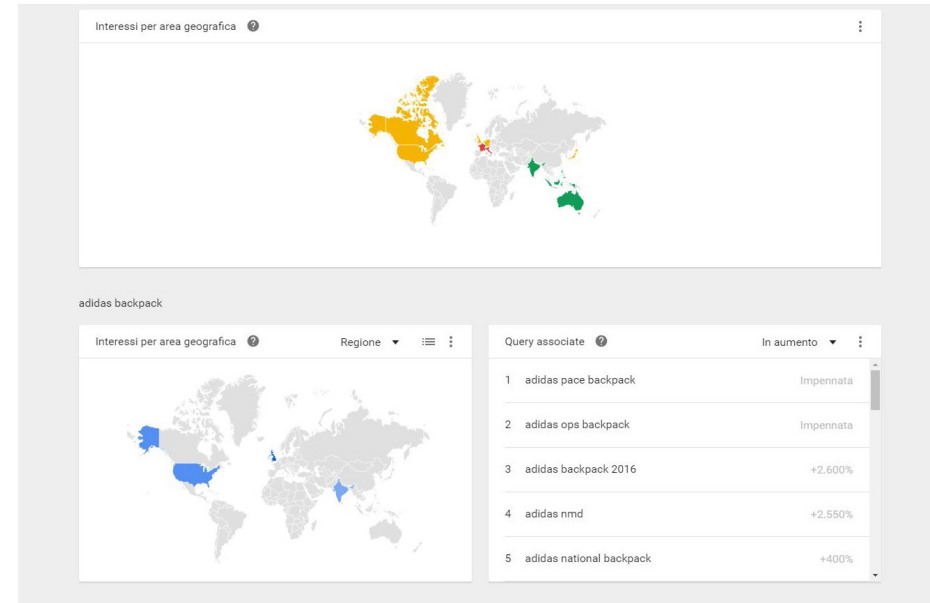 Interessi per area geografica
adidas backpack
Interessi per area geografica Regione
Query associate In aumento
1 adidas pace backpack Impennata
2 adidas ops backpack Impennata
3 adidas backpack 2016 +2.600%
4 adidas nmd +2.550%
5 adidas national backpack +400%